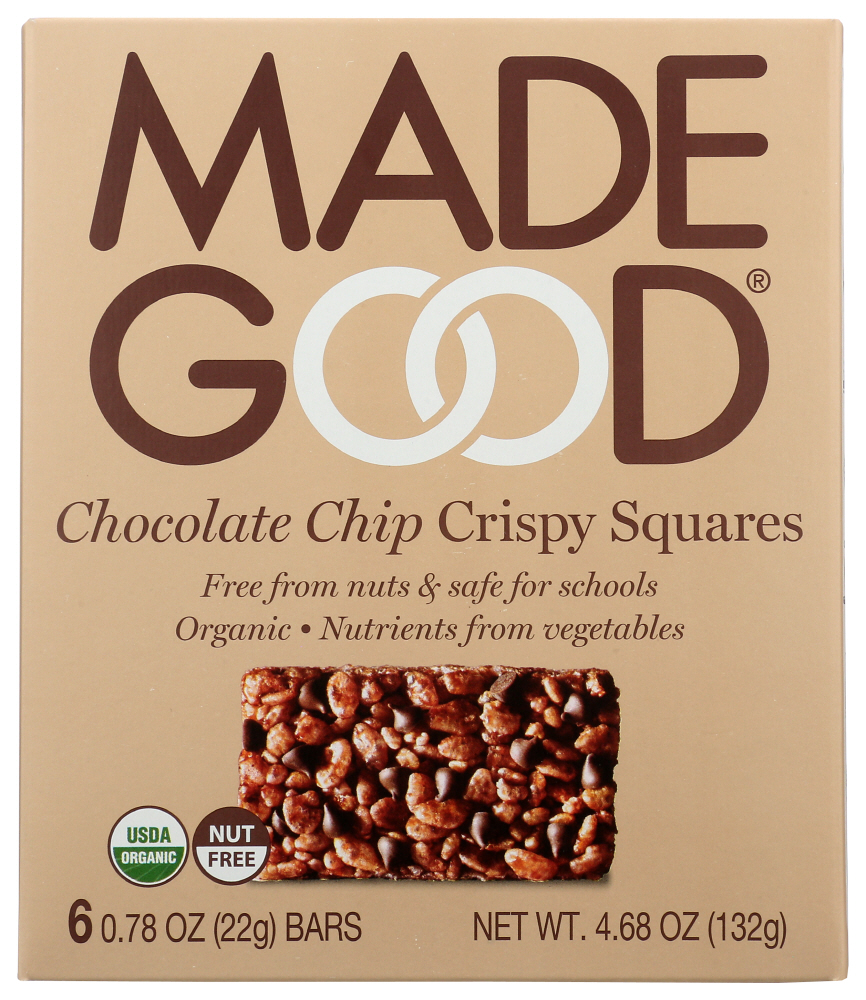 MADE
GOOD®
Chocolate Chip Crispy Squares
Free from nuts & safe for schools
Organic • Nutrients from vegetables
USDA
ORGANIC
NUT
FREE
6 0.78 OZ (22g) BARS
NET WT. 4.68 OZ (132g)